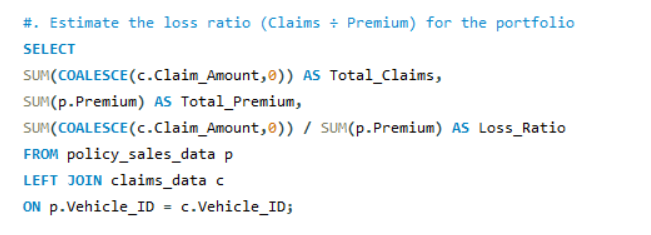 #. Estimate the loss ratio (Claims ÷ Premium) for the portfolio
SELECT
SUM(COALESCE(c.Claim_Amount,0)) AS Total_Claims,
SUM(p.Premium) AS Total_Premium,
SUM(COALESCE(c.Claim_Amount,0)) / SUM(p.Premium) AS Loss_Ratio
FROM policy_sales_data p
LEFT JOIN claims_data c
ON p.Vehicle_ID = c.Vehicle_ID;